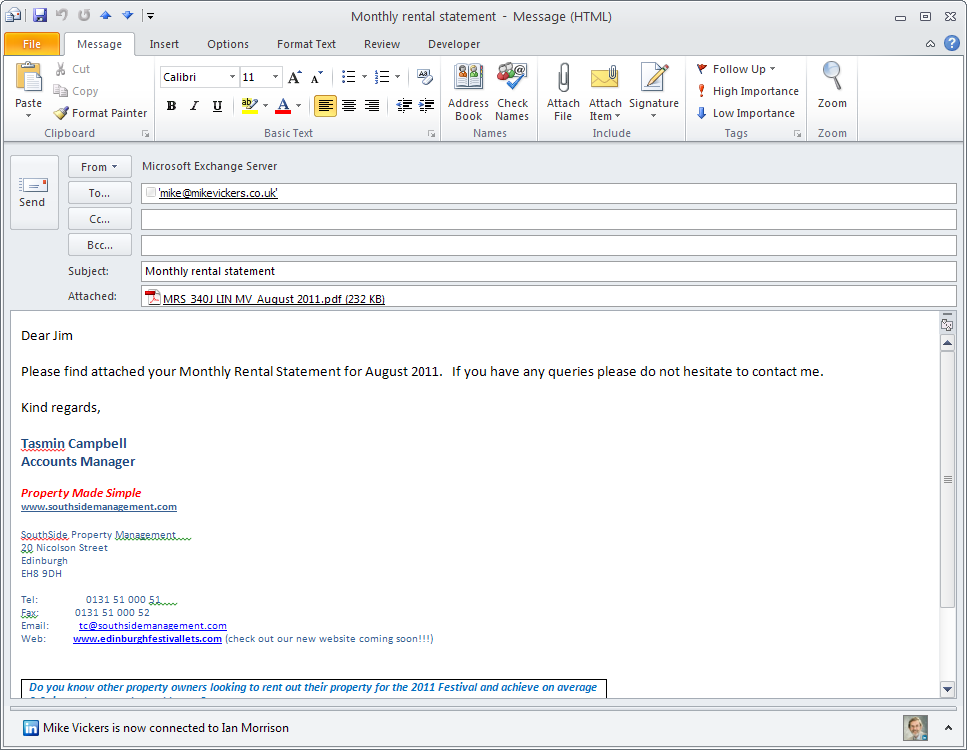 Monthly rental statement - Message (HTML)
File Message Insert Options Format Text Review Developer
Paste
Cut
Copy
Format Painter
Clipboard
Calibri 11
B I U
Basic Text
Address Book
Check Names
Names
Attach File
Attach Item
Signature
Include
Follow Up
High Importance
Low Importance
Tags
Zoom
Zoom
Send
From Microsoft Exchange Server
To... 'mike@mikevickers.co.uk'
Cc...
Bcc...
Subject: Monthly rental statement
Attached: MRS_340J LIN MV_August 2011.pdf (232 KB)
Dear Jim
Please find attached your Monthly Rental Statement for August 2011. If you have any queries please do not hesitate to contact me.
Kind regards,
Tasmin Campbell
Accounts Manager
Property Made Simple
www.southsidemanagement.com
SouthSide Property Management
20 Nicolson Street
Edinburgh
EH8 9DH
Tel: 0131 51 000 51
Fax: 0131 51 000 52
Email: tc@southsidemanagement.com
Web: www.edinburghfestivallets.com (check out our new website coming soon!!!)
Do you know other property owners looking to rent out their property for the 2011 Festival and achieve on average
Mike Vickers is now connected to Ian Morrison